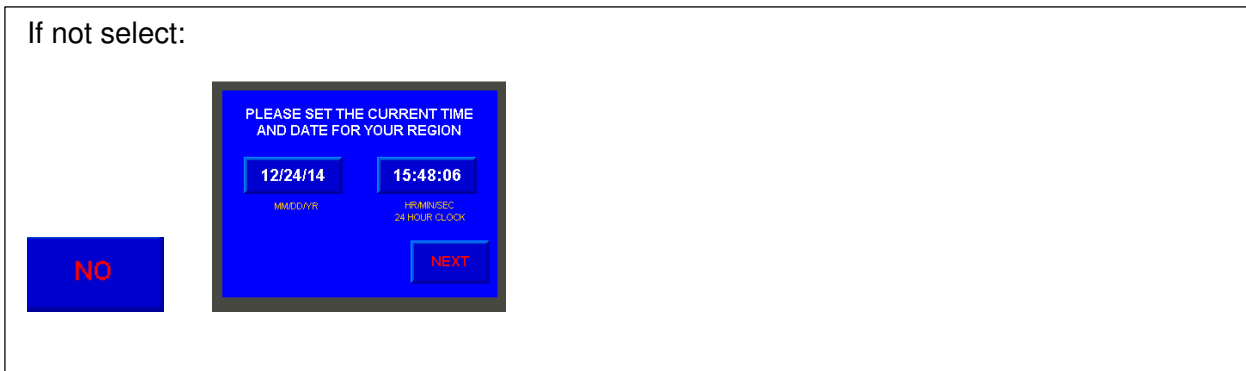 If not select:
PLEASE SET THE CURRENT TIME
AND DATE FOR YOUR REGION
12/24/14 15:48:06
MM/DD/YR HR/MIN/SEC
24 HOUR CLOCK
NO
NEXT